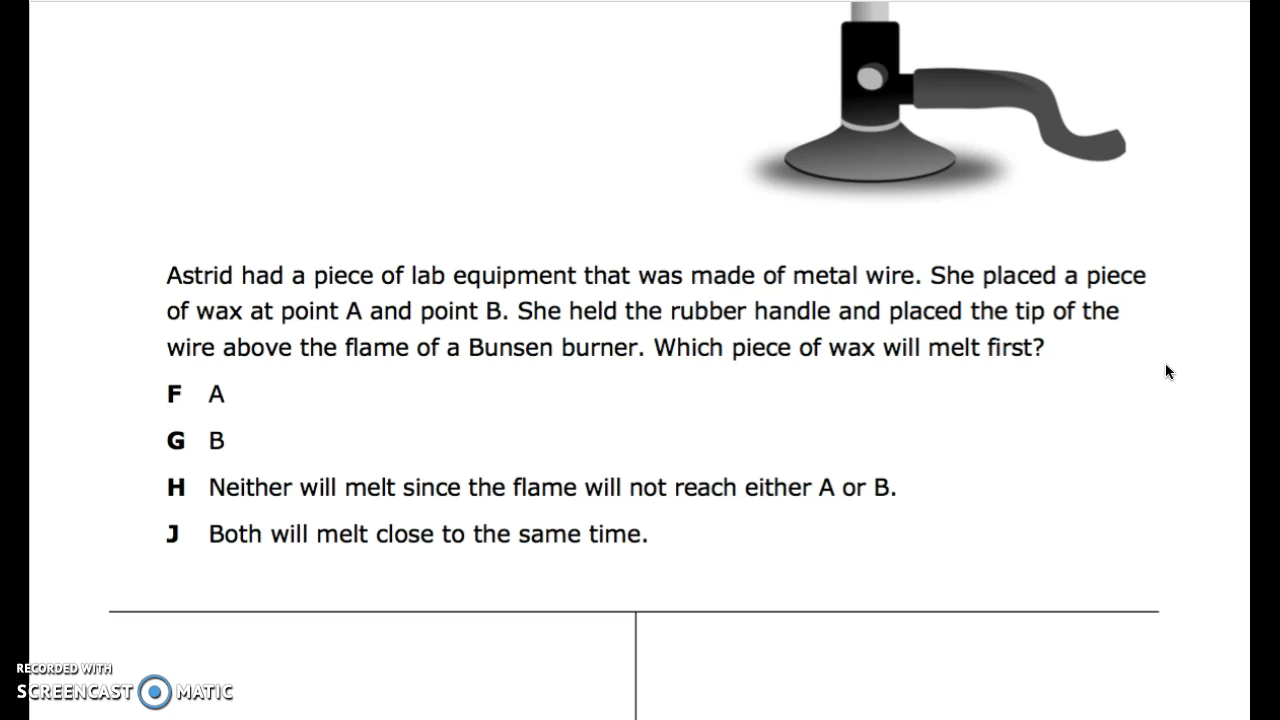 Astrid had a piece of lab equipment that was made of metal wire. She placed a piece
of wax at point A and point B. She held the rubber handle and placed the tip of the
wire above the flame of a Bunsen burner. Which piece of wax will melt first?
F A
G B
H Neither will melt since the flame will not reach either A or B.
J Both will melt close to the same time.
RECORDED WITH
SCREENCAST MATIC